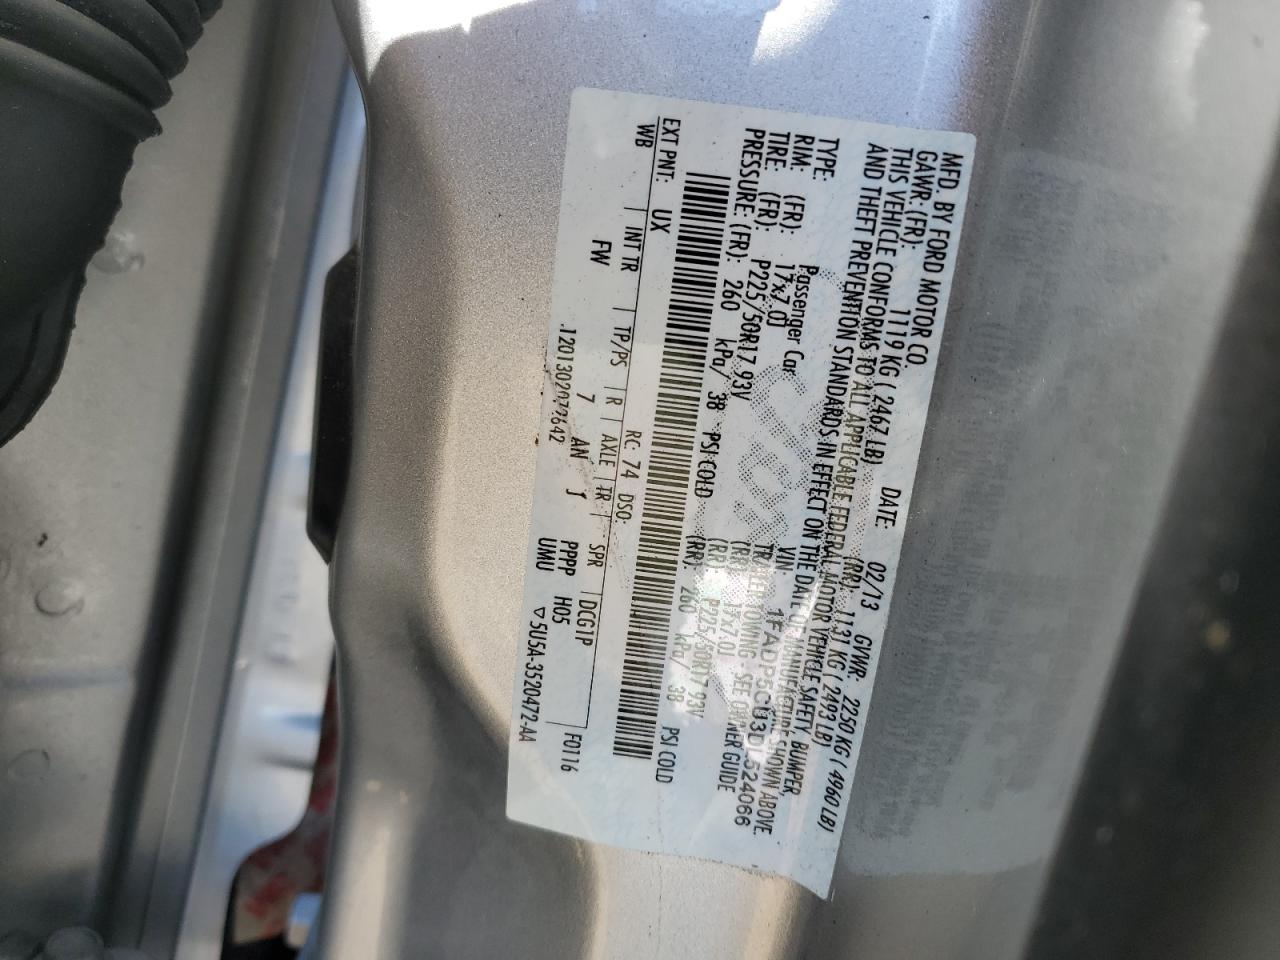 MFD. BY FORD MOTOR CO.
DATE: 02/13 GVWR: 2250 KG ( 4960 LB)
GAWR: (FR): 1119 KG ( 2467 LB) (RR): 1131 KG ( 2493 LB)
THIS VEHICLE CONFORMS TO ALL APPLICABLE FEDERAL MOTOR VEHICLE SAFETY, BUMPER,
AND THEFT PREVENTION STANDARDS IN EFFECT ON THE DATE OF MANUFACTURE SHOWN ABOVE.
VIN: 1FADP5CU3DL524066
TYPE: Passenger Car TRAILER TOWING - SEE OWNER GUIDE
RIM: (FR): 17x7.0J (RR): 17x7.0J
TIRE: (FR): P225/50R17 93V (RR): P225/50R17 93V
PRESSURE: (FR): 260 kPa/ 38 PSI COLD (RR): 260 kPa/ 38 PSI COLD
EXT PNT: UX RC: 74 DSO: F0116
WB | INT TR | TP/PS | R | AXLE | TR | SPR | DCG1P
FW 7 AN J PPPP H05
UMU ▽5U5A-3520472-AA